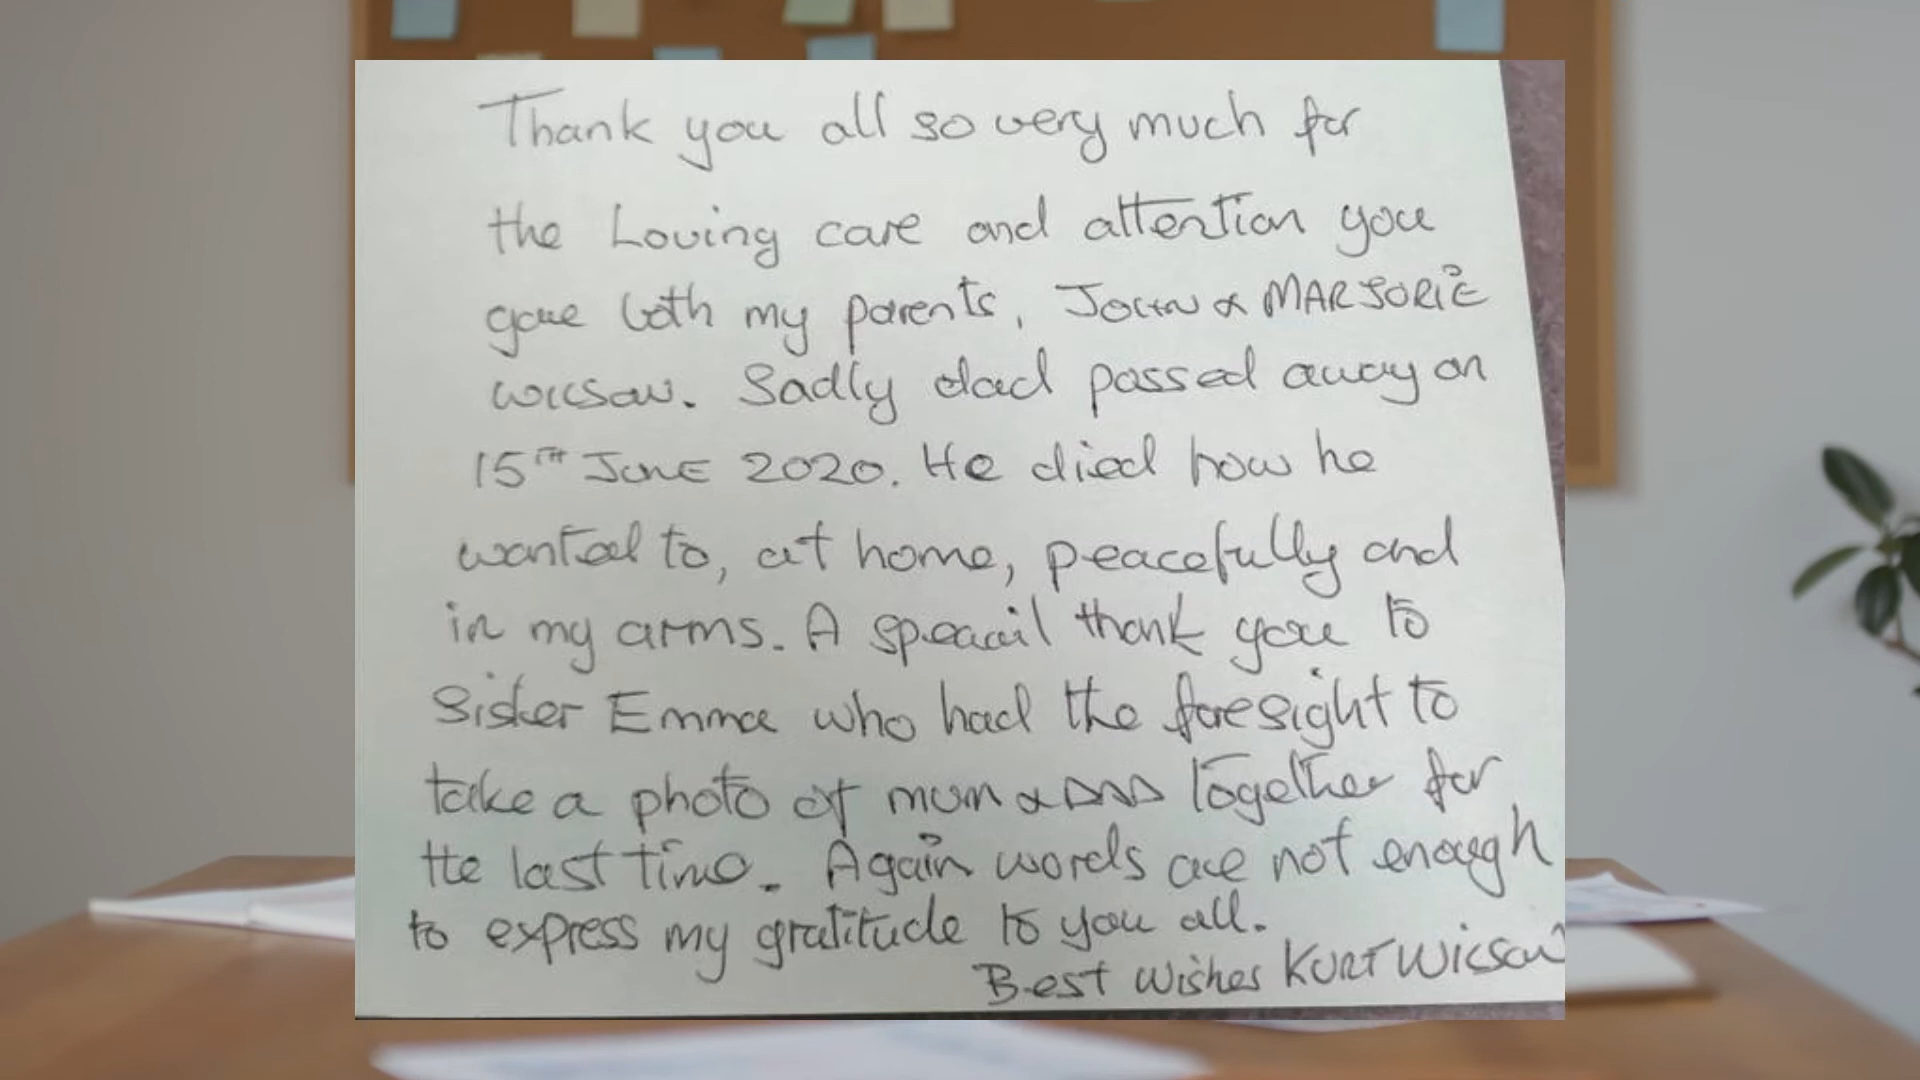 Thank you all so very much for
the Loving care and attention you
gave both my parents, JOHN & MARJORIE
WILSON. Sadly dad passed away on
15TH JUNE 2020. He died how he
wanted to, at home, peacefully and
in my arms. A speacail thank you to
Sister Emma who had the foresight to
take a photo of mum & DAD together for
the last time. Again words are not enough
to express my gratitude to you all.
Best Wishes KURT WILSON